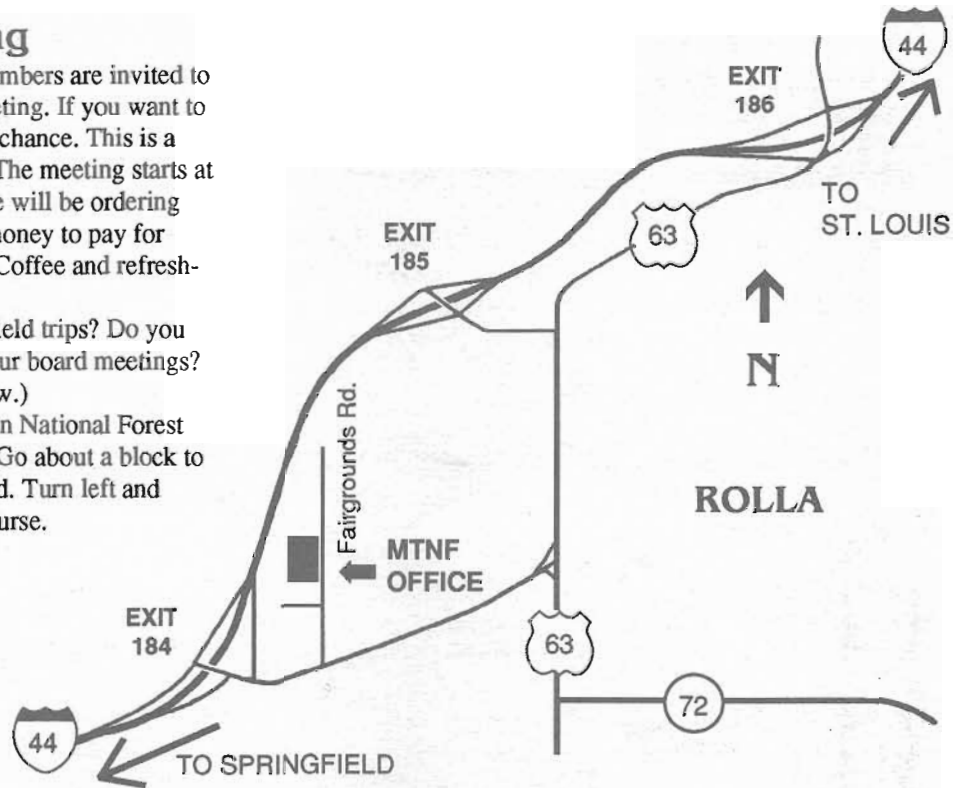 ng
mbers are invited to
eting. If you want to
chance. This is a
The meeting starts at
e will be ordering
noney to pay for
Coffee and refresh-
eld trips? Do you
ur board meetings?
w.)
n National Forest
Go about a block to
d. Turn left and
urse.
44
EXIT
186
TO
ST. LOUIS
63
EXIT
185
N
ROLLA
Fairgrounds Rd.
MTNF
OFFICE
EXIT
184
63
72
44
TO SPRINGFIELD